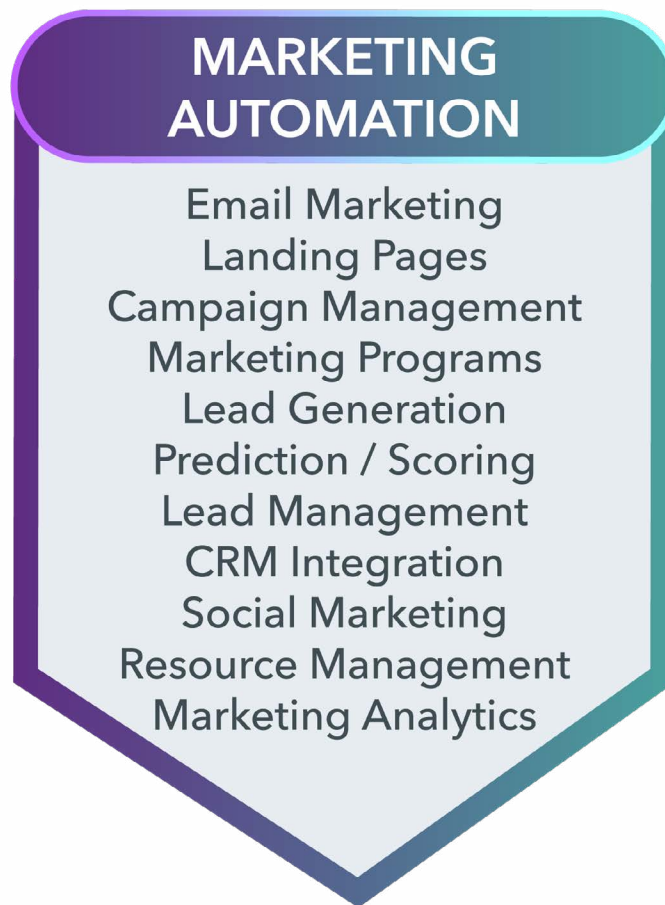 MARKETING
AUTOMATION
Email Marketing
Landing Pages
Campaign Management
Marketing Programs
Lead Generation
Prediction / Scoring
Lead Management
CRM Integration
Social Marketing
Resource Management
Marketing Analytics